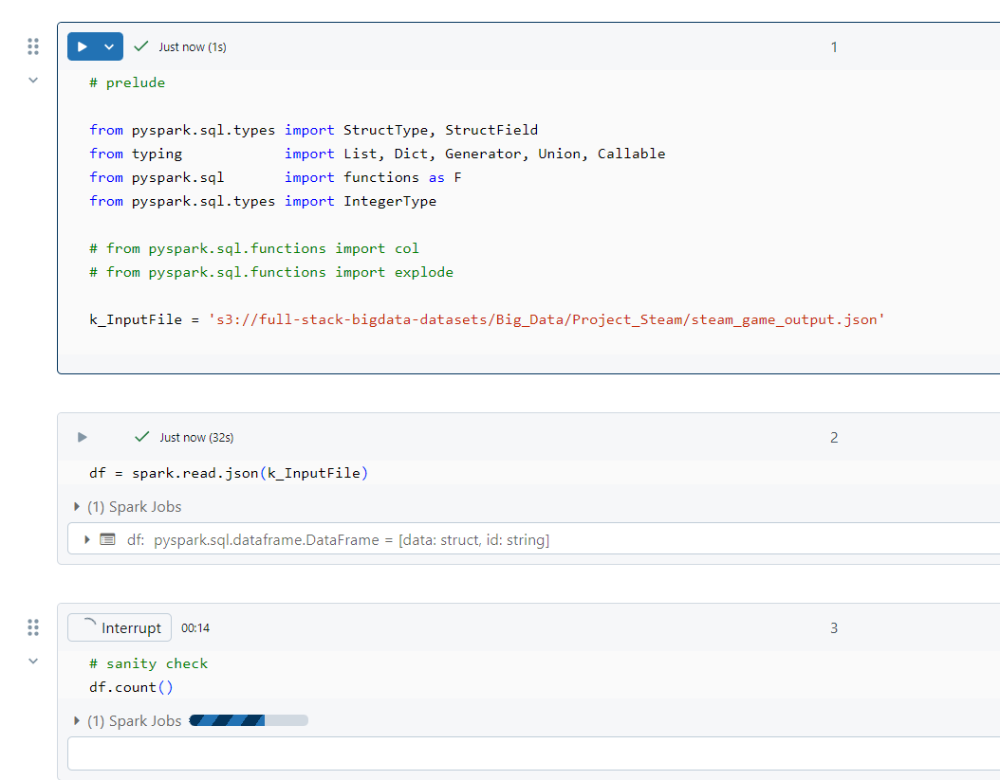 Just now (1s)
1
# prelude
from pyspark.sql.types import StructType, StructField
from typing            import List, Dict, Generator, Union, Callable
from pyspark.sql       import functions as F
from pyspark.sql.types import IntegerType
# from pyspark.sql.functions import col
# from pyspark.sql.functions import explode
k_InputFile = 's3://full-stack-bigdata-datasets/Big_Data/Project_Steam/steam_game_output.json'
Just now (32s)
2
df = spark.read.json(k_InputFile)
(1) Spark Jobs
df: pyspark.sql.dataframe.DataFrame = [data: struct, id: string]
Interrupt 00:14
3
# sanity check
df.count()
(1) Spark Jobs